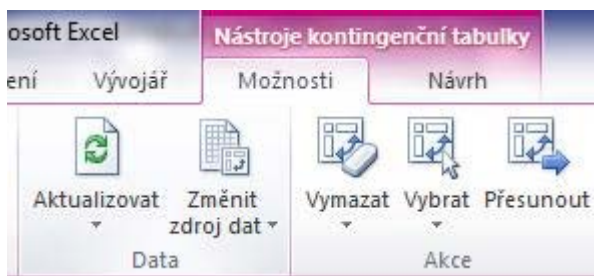 osoft Excel
Nástroje kontingenční tabulky
ení Vývojář Možnosti Návrh
Aktualizovat Změnit zdroj dat Vymazat Vybrat Přesunout
Data Akce